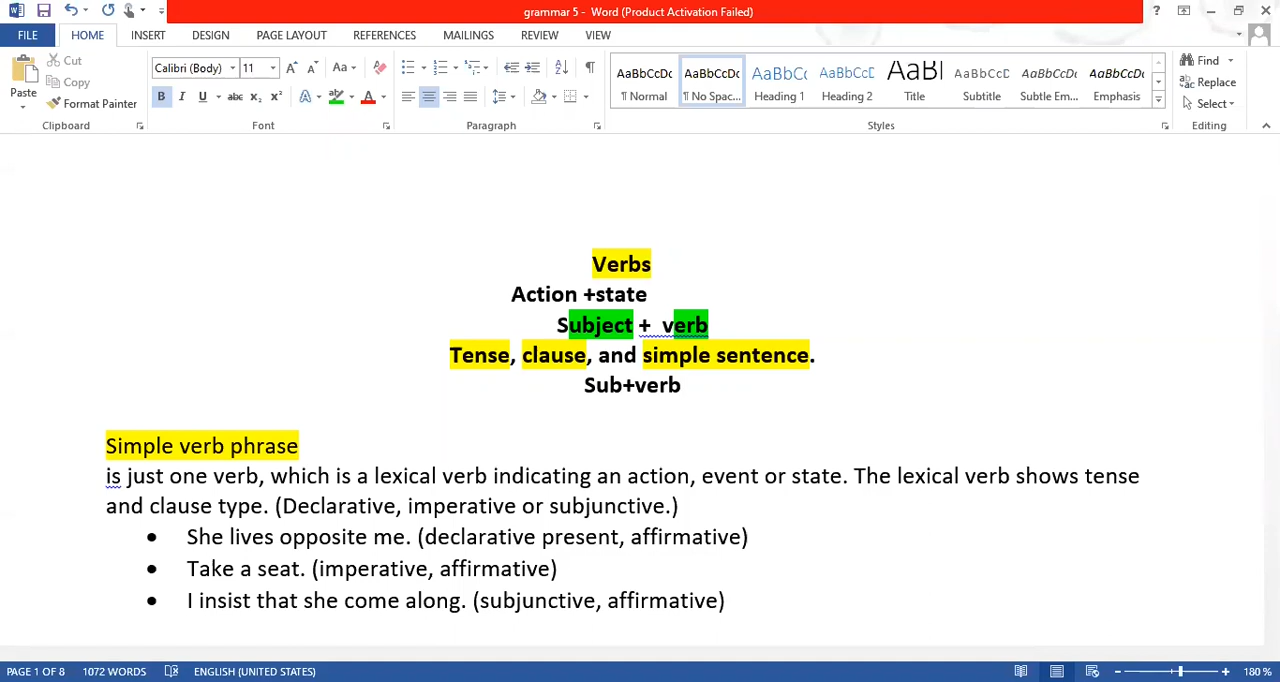 grammar 5 - Word (Product Activation Failed)
FILE HOME INSERT DESIGN PAGE LAYOUT REFERENCES MAILINGS REVIEW VIEW
Cut
Copy
Format Painter
Paste
Clipboard
Calibri (Body) 11
Font
Paragraph
AaBbCcDc AaBbCcDc AaBbCc AaBbCcD AaBl AaBbCcD AaBbCcDc AaBbCcDc
¶ Normal ¶ No Spac... Heading 1 Heading 2 Title Subtitle Subtle Em... Emphasis
Styles
Find
Replace
Select
Editing
Verbs
Action +state
Subject + verb
Tense, clause, and simple sentence.
Sub+verb
Simple verb phrase
is just one verb, which is a lexical verb indicating an action, event or state. The lexical verb shows tense
and clause type. (Declarative, imperative or subjunctive.)
• She lives opposite me. (declarative present, affirmative)
• Take a seat. (imperative, affirmative)
• I insist that she come along. (subjunctive, affirmative)
PAGE 1 OF 8 1072 WORDS ENGLISH (UNITED STATES) 180 %